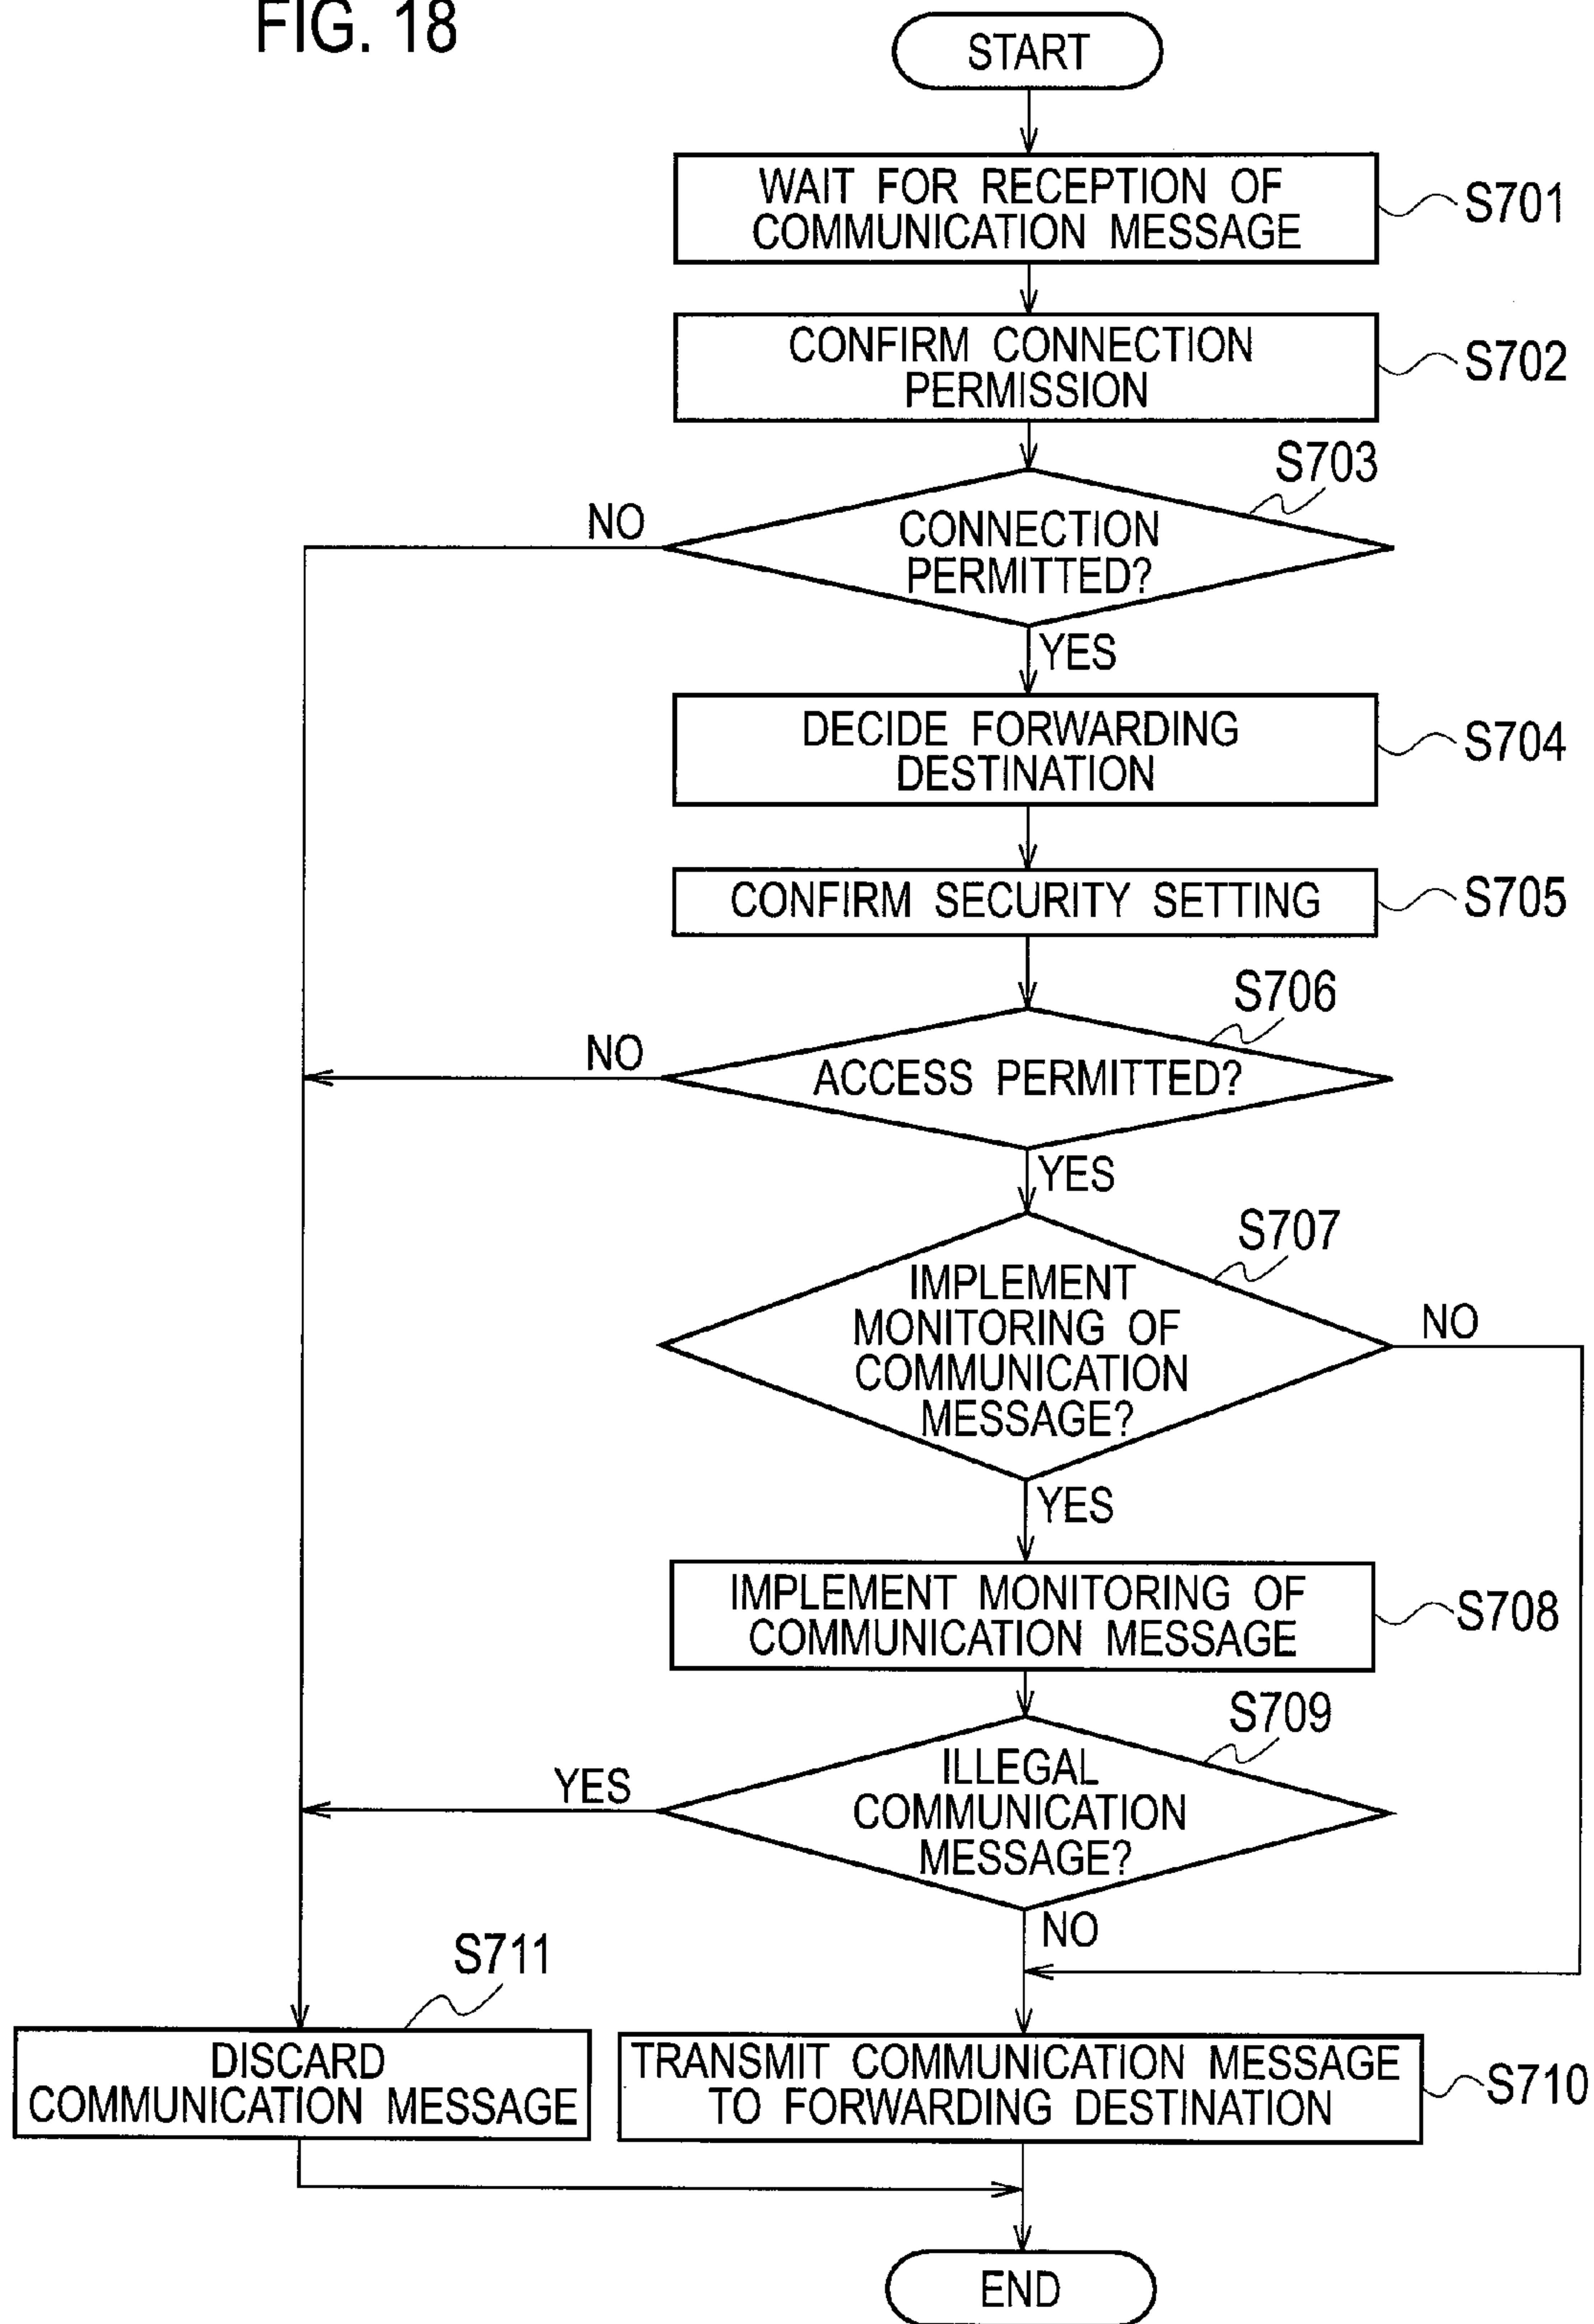 FIG. 18
START
WAIT FOR RECEPTION OF
COMMUNICATION MESSAGE
S701
CONFIRM CONNECTION
PERMISSION
S702
S703
NO
CONNECTION
PERMITTED?
YES
DECIDE FORWARDING
DESTINATION
S704
CONFIRM SECURITY SETTING
S705
S706
NO
ACCESS PERMITTED?
YES
S707
IMPLEMENT
MONITORING OF
COMMUNICATION
MESSAGE?
NO
YES
IMPLEMENT MONITORING OF
COMMUNICATION MESSAGE
S708
S709
YES
ILLEGAL
COMMUNICATION
MESSAGE?
NO
S711
DISCARD
COMMUNICATION MESSAGE
TRANSMIT COMMUNICATION MESSAGE
TO FORWARDING DESTINATION
S710
END